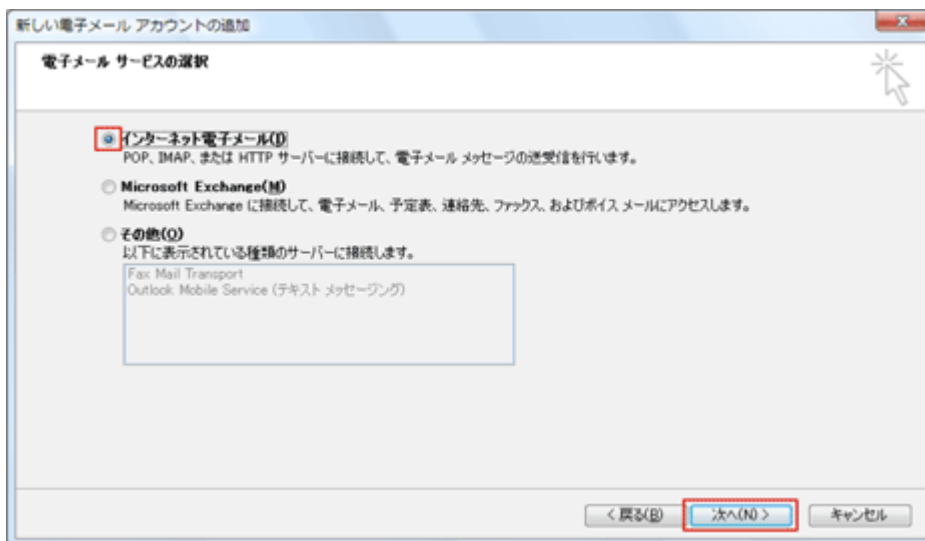 新しい電子メール アカウントの追加
電子メール サービスの選択
インターネット電子メール(I)
POP、IMAP、または HTTP サーバーに接続して、電子メール メッセージの送受信を行います。
Microsoft Exchange(M)
Microsoft Exchange に接続して、電子メール、予定表、連絡先、ファックス、およびボイス メールにアクセスします。
その他(O)
以下に表示されている種類のサーバーに接続します。
Fax Mail Transport
Outlook Mobile Service (テキスト メッセージング)
< 戻る(B) 次へ(N) > キャンセル